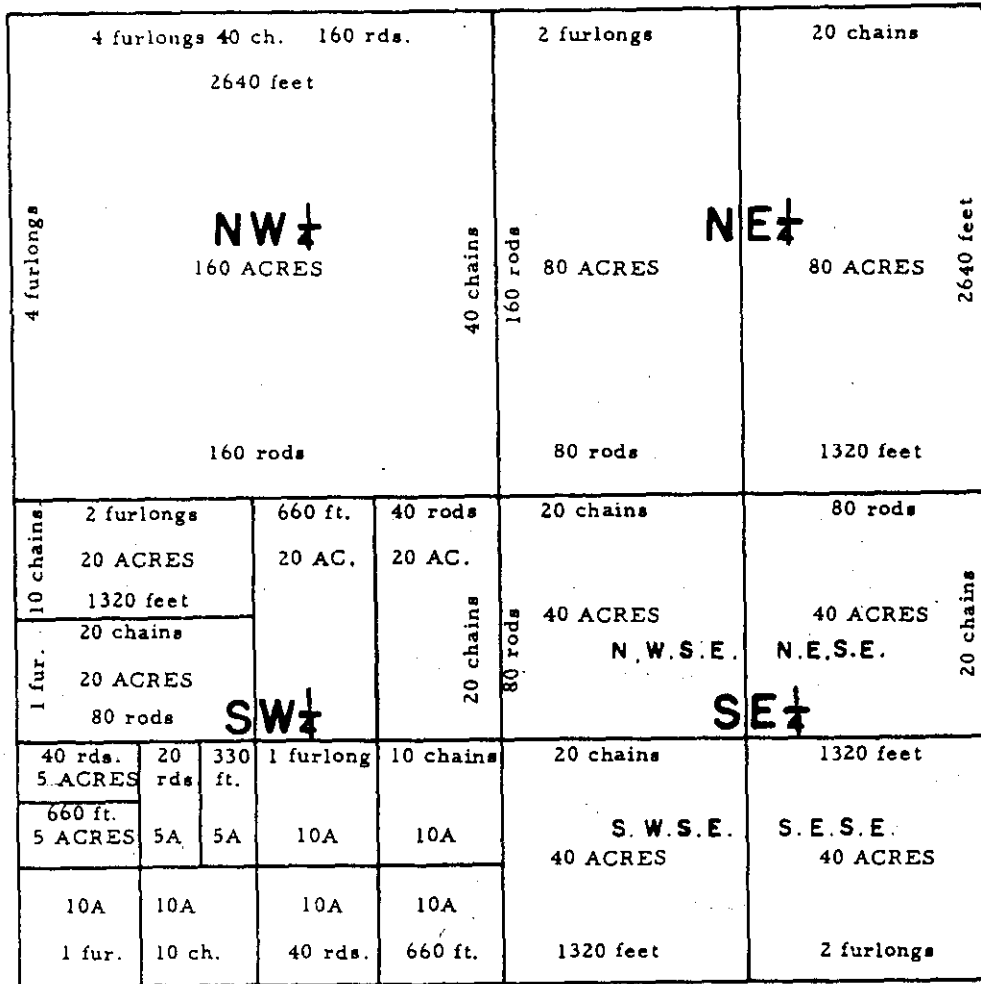 4 furlongs 40 ch. 160 rds.
2640 feet
4 furlongs
NW¼
160 ACRES
40 chains
160 rods
2 furlongs
20 chains
160 rods
NE¼
80 ACRES
80 ACRES
2640 feet
80 rods
1320 feet
10 chains
2 furlongs
20 ACRES
1320 feet
660 ft.
20 AC.
40 rods
20 AC.
20 chains
1 fur.
20 chains
20 ACRES
80 rods
SW¼
20 chains
80 rods
80 rods
40 ACRES
40 ACRES
20 chains
N.W.S.E.
N.E.S.E.
SE¼
40 rds.
5 ACRES
20
rds
330
ft.
1 furlong
10 chains
660 ft.
5 ACRES
5A
5A
10A
10A
20 chains
1320 feet
S. W. S. E.
S. E. S. E.
40 ACRES
40 ACRES
10A
10A
10A
10A
1 fur.
10 ch.
40 rds.
660 ft.
1320 feet
2 furlongs